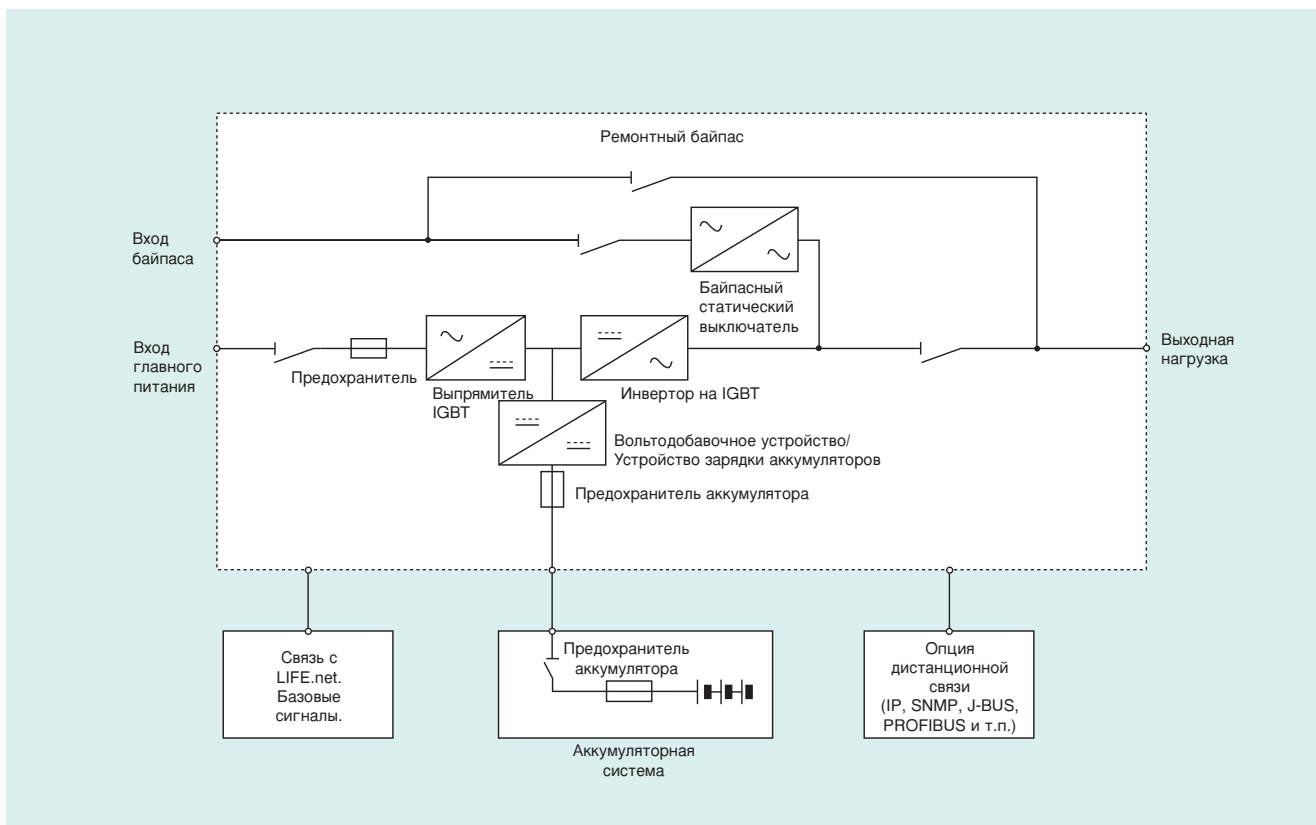 Ремонтный байпас
Вход
байпаса
Байпасный
статический
выключатель
Вход
главного
питания
Предохранитель
Выпрямитель
IGBT
Инвертор на IGBT
Выходная
нагрузка
Вольтодобавочное устройство/
Устройство зарядки аккумуляторов
Предохранитель аккумулятора
Связь с
LIFE.net.
Базовые
сигналы.
Предохранитель
аккумулятора
Аккумуляторная
система
Опция
дистанционной
связи
(IP, SNMP, J-BUS,
PROFIBUS и т.п.)